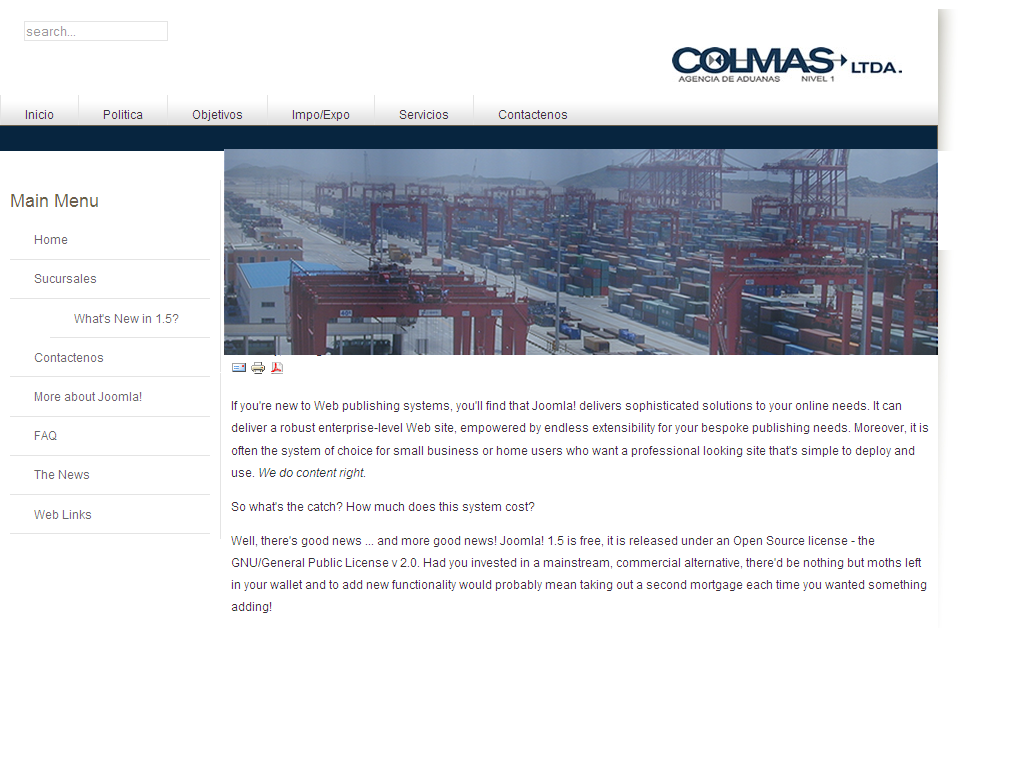 search...
COLMAS LTDA.
AGENCIA DE ADUANAS NIVEL 1
Inicio
Politica
Objetivos
Impo/Expo
Servicios
Contactenos
Main Menu
Home
Sucursales
What's New in 1.5?
Contactenos
More about Joomla!
FAQ
The News
Web Links
If you're new to Web publishing systems, you'll find that Joomla! delivers sophisticated solutions to your online needs. It can
deliver a robust enterprise-level Web site, empowered by endless extensibility for your bespoke publishing needs. Moreover, it is
often the system of choice for small business or home users who want a professional looking site that's simple to deploy and
use. We do content right.
So what's the catch? How much does this system cost?
Well, there's good news ... and more good news! Joomla! 1.5 is free, it is released under an Open Source license - the
GNU/General Public License v 2.0. Had you invested in a mainstream, commercial alternative, there'd be nothing but moths left
in your wallet and to add new functionality would probably mean taking out a second mortgage each time you wanted something
adding!